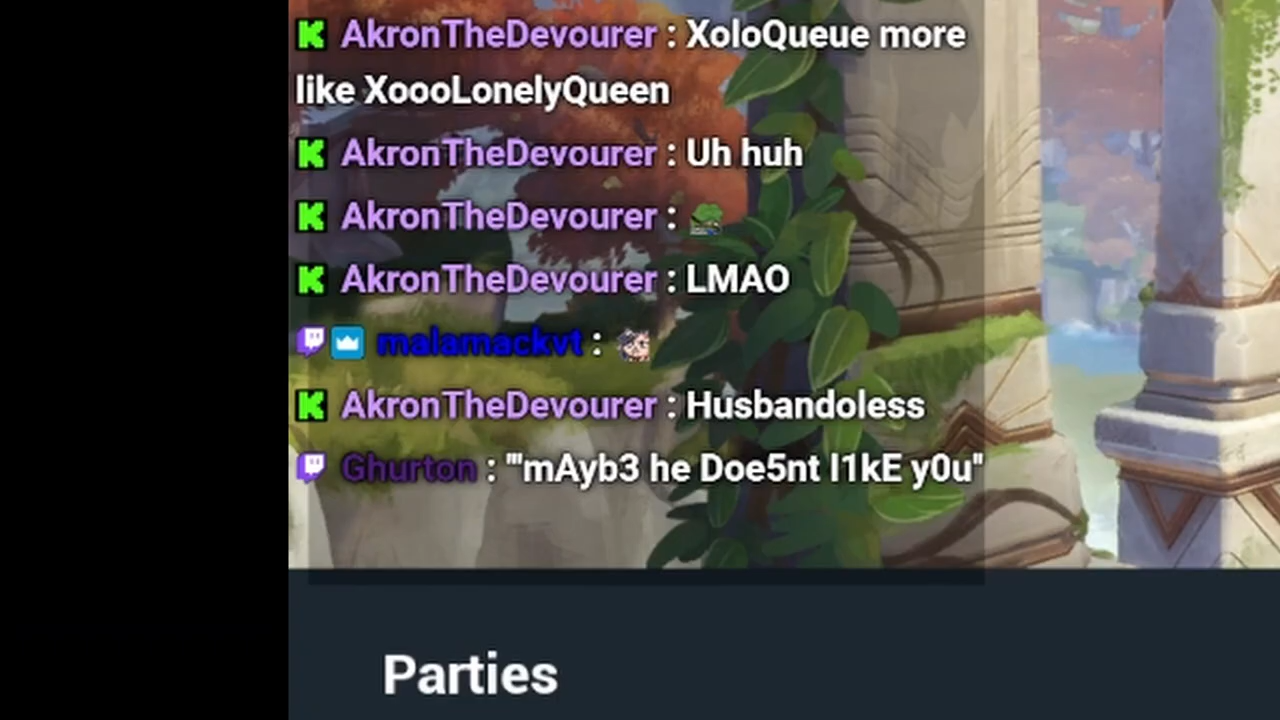 AkronTheDevourer : XoloQueue more
like XoooLonelyQueen
AkronTheDevourer : Uh huh
AkronTheDevourer :
AkronTheDevourer : LMAO
malamackvt :
AkronTheDevourer : Husbandoless
Ghurton : "'mAyb3 he Doe5nt l1kE y0u"
Parties